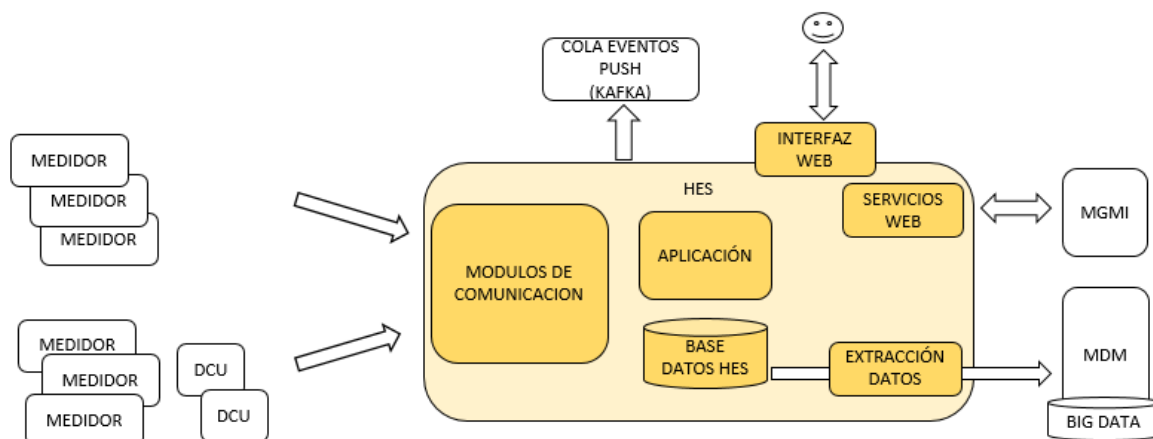 COLA EVENTOS
PUSH
(KAFKA)
INTERFAZ
WEB
HES
SERVICIOS
WEB
MGMI
MEDIDOR
MEDIDOR
MEDIDOR
MODULOS DE
COMUNICACION
APLICACIÓN
MEDIDOR
MEDIDOR
MEDIDOR
DCU
DCU
BASE
DATOS HES
EXTRACCIÓN
DATOS
MDM
BIG DATA